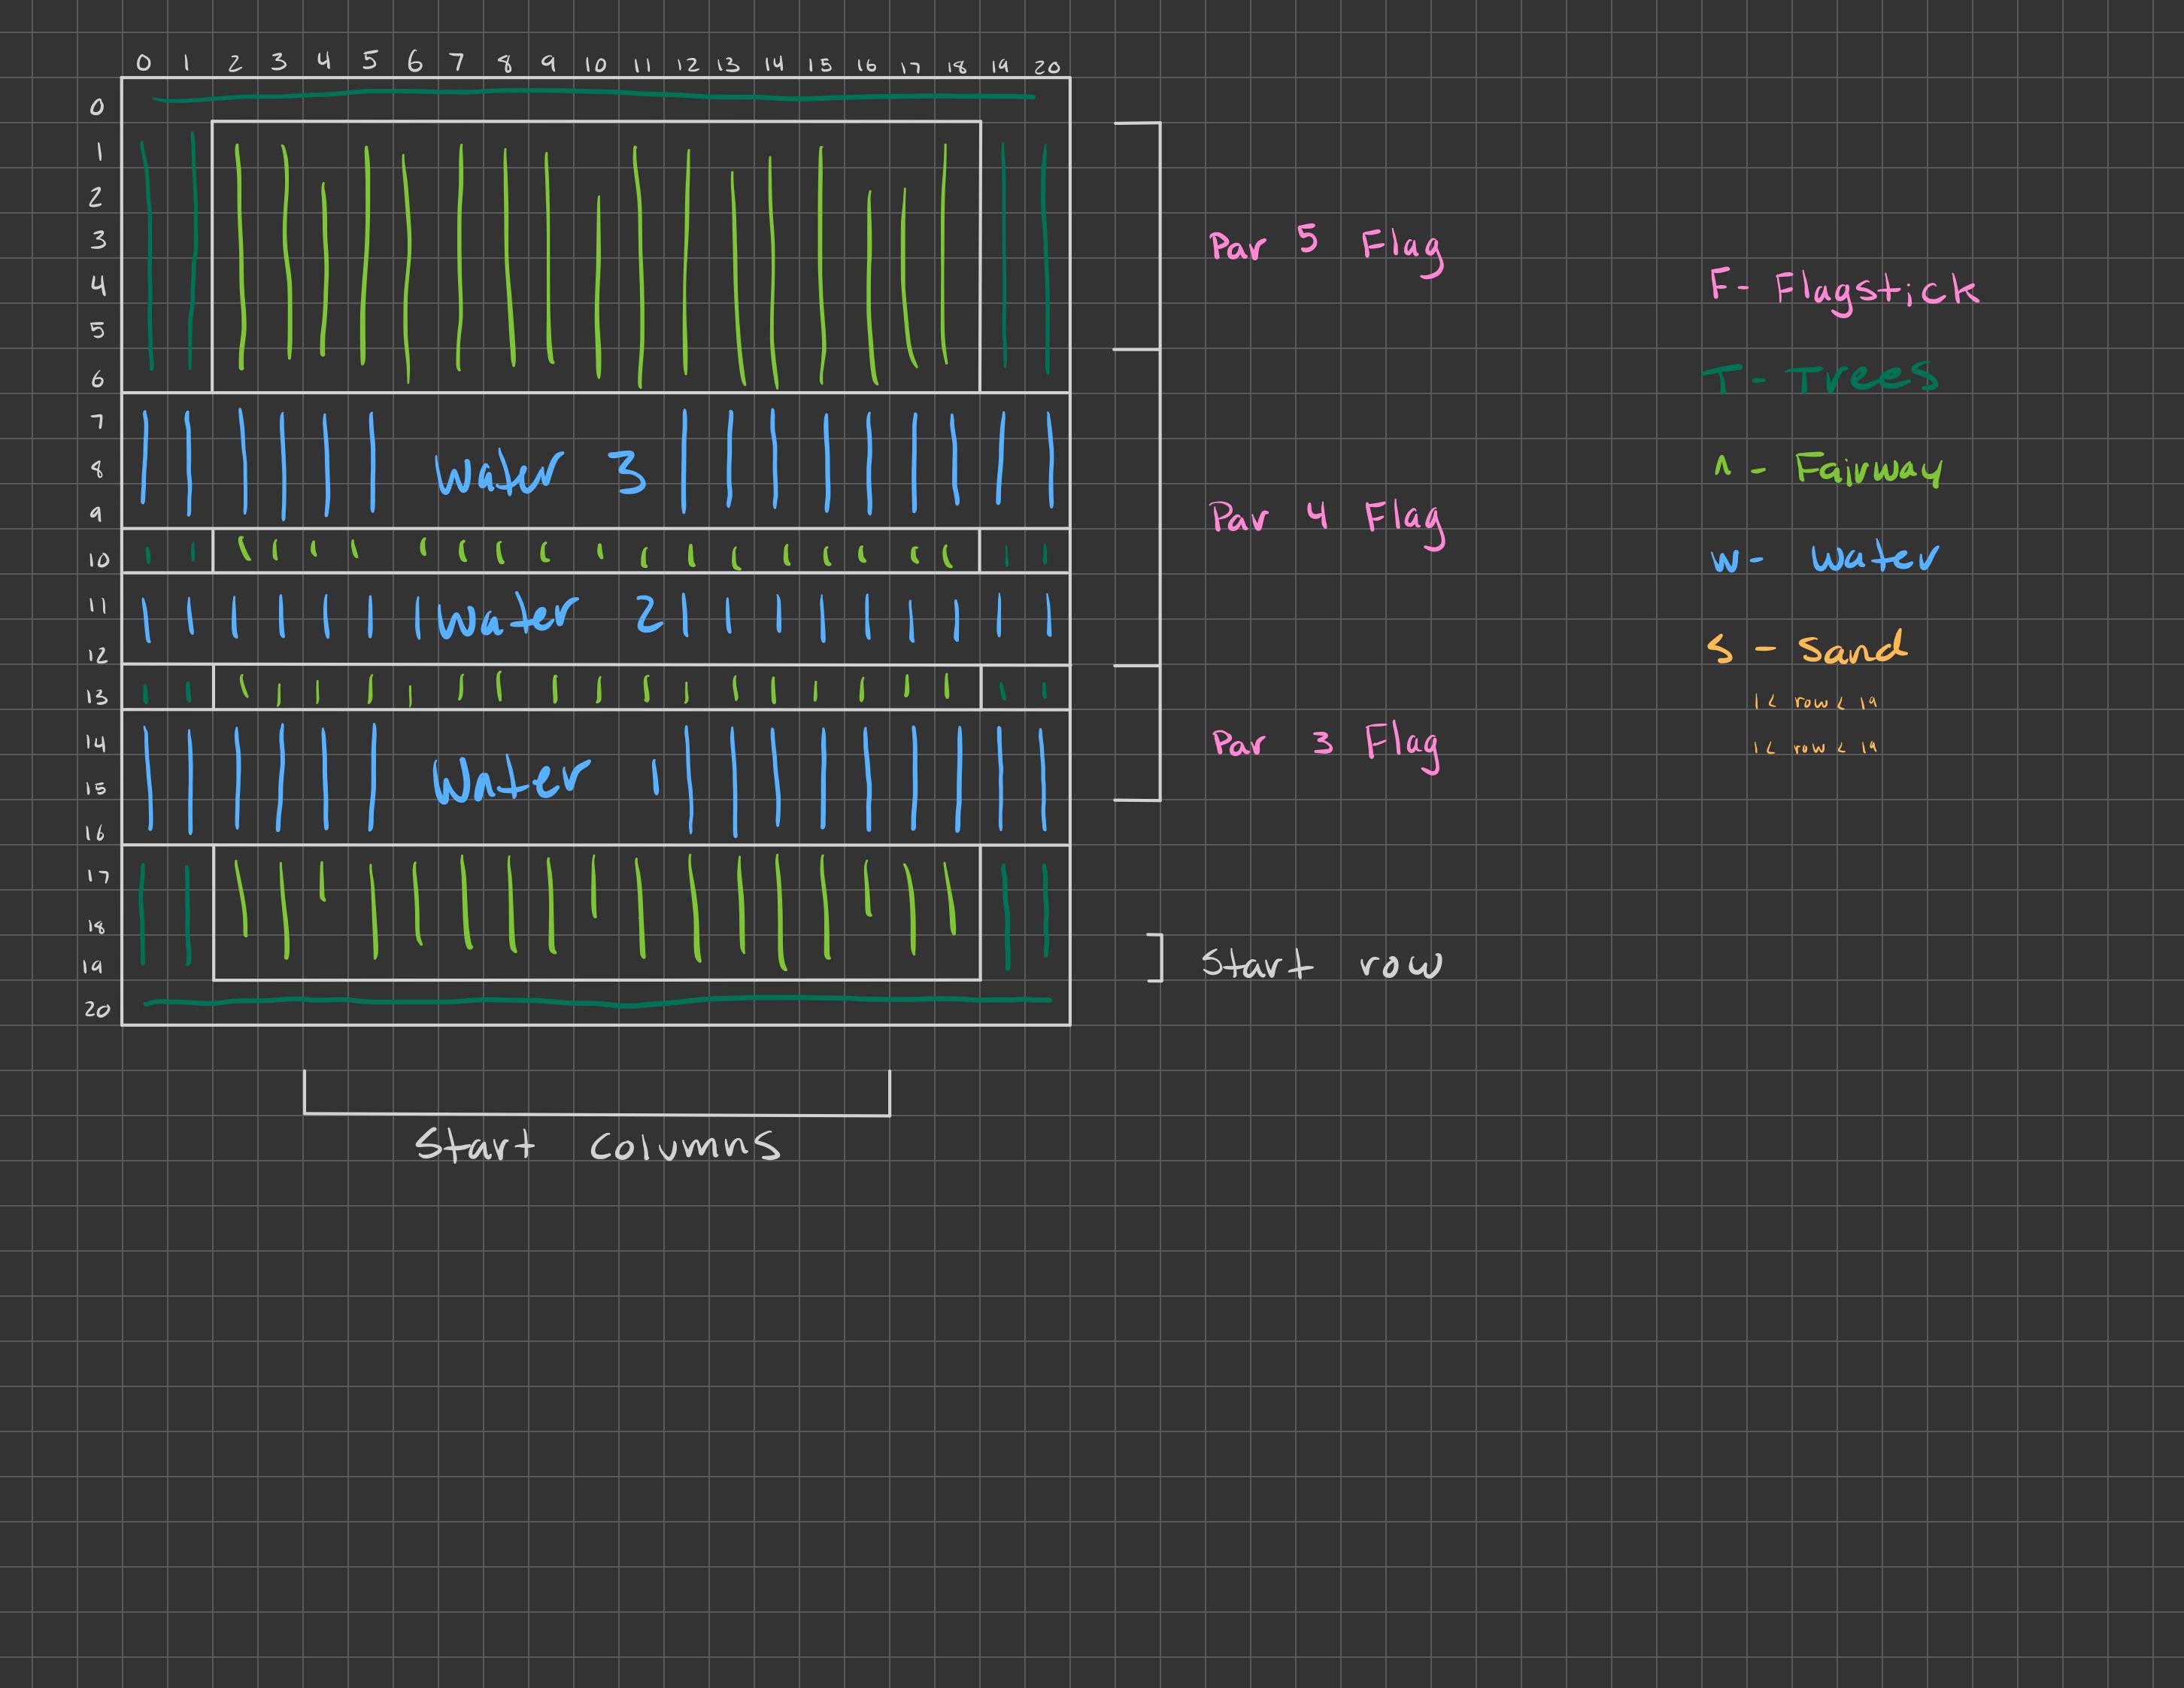 0 1 2 3 4 5 6 7 8 9 10 11 12 13 14 15 16 17 18 19 20
0
1
2
3
4
5
6
7
8
9
10
11
12
13
14
15
16
17
18
19
20
Water 3
Water 2
Water 1
Par 5 Flag
Par 4 Flag
Par 3 Flag
Start row
Start columns
F- Flagstick
T- Trees
^ - Fairway
W- Water
S - Sand
1 < row < 19
1 < row < 19